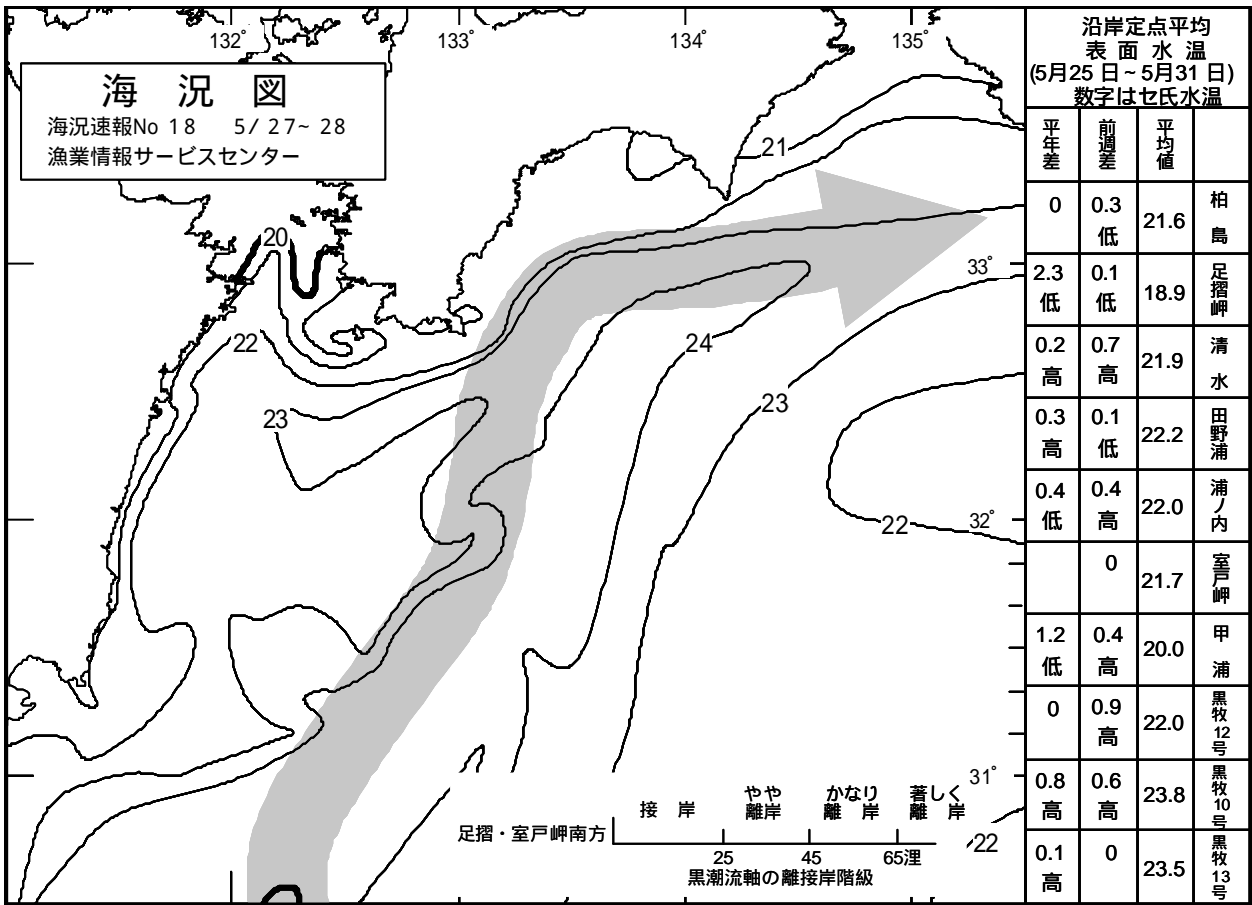 132°
133°
134°
135°
海況図
海況速報No 18 5/ 27~ 28
漁業情報サービスセンター
21
20
22
33°
24
23
23
22
32°
31°
22
接岸
やや離岸
かなり離岸
著しく離岸
足摺・室戸岬南方
25 45 65浬
黒潮流軸の離接岸階級
沿岸定点平均
表面水温
(5月25日~5月31日)
数字はセ氏水温
平年差 前週差 平均値
0 0.3低 21.6 柏島
2.3低 0.1低 18.9 足摺岬
0.2高 0.7高 21.9 清水
0.3高 0.1低 22.2 田野浦
0.4低 0.4高 22.0 浦ノ内
0 21.7 室戸岬
1.2低 0.4高 20.0 甲浦
0 0.9高 22.0 黒牧12号
0.8高 0.6高 23.8 黒牧10号
0.1高 0 23.5 黒牧13号